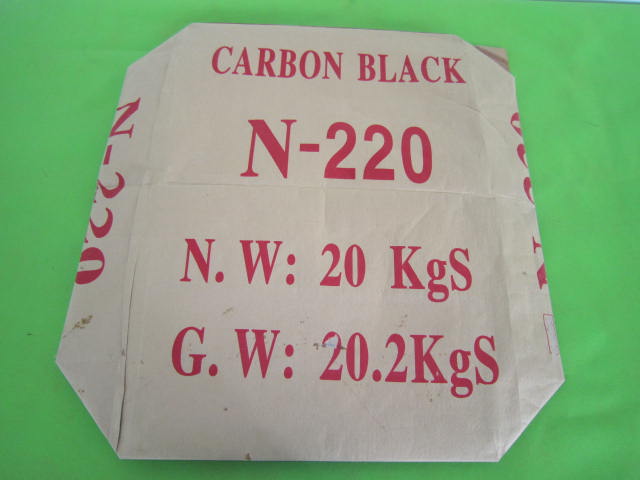 CARBON BLACK
N-220
N. W: 20 KgS
G. W: 20.2KgS
N-220